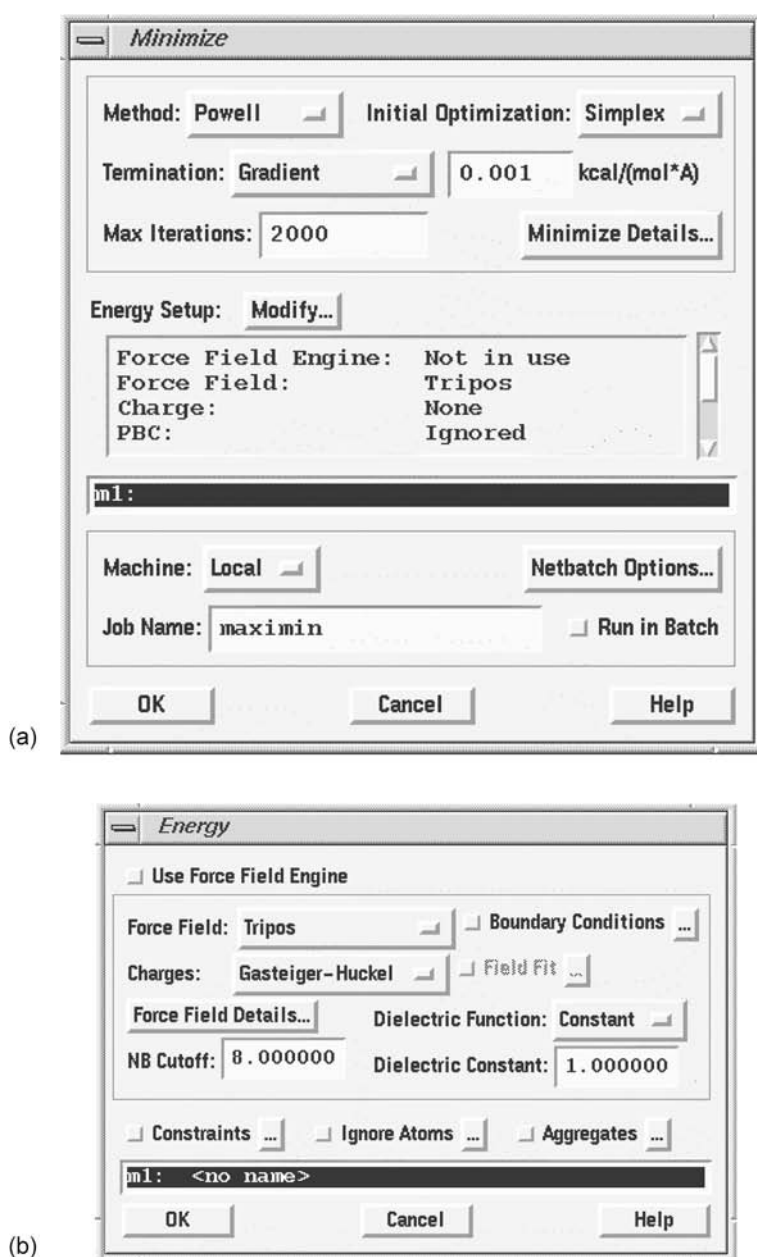 Minimize
Method: Powell Initial Optimization: Simplex
Termination: Gradient 0.001 kcal/(mol*A)
Max Iterations: 2000 Minimize Details...
Energy Setup: Modify...
Force Field Engine: Not in use
Force Field: Tripos
Charge: None
PBC: Ignored
m1:
Machine: Local Netbatch Options...
Job Name: maximin Run in Batch
OK Cancel Help
(a)
Energy
Use Force Field Engine
Force Field: Tripos Boundary Conditions ...
Charges: Gasteiger-Huckel Field Fit ...
Force Field Details... Dielectric Function: Constant
NB Cutoff: 8.000000 Dielectric Constant: 1.000000
Constraints ... Ignore Atoms ... Aggregates ...
m1: <no name>
OK Cancel Help
(b)